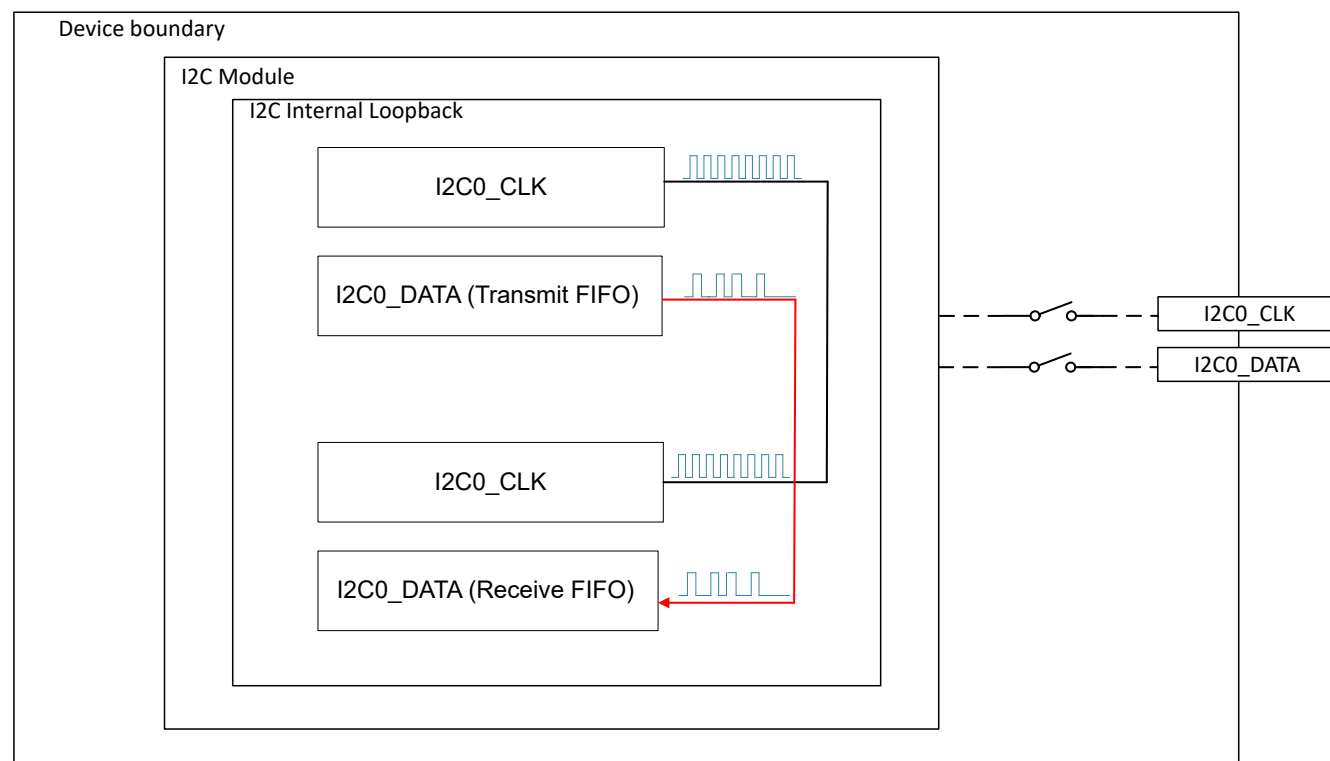 Device boundary
I2C Module
I2C Internal Loopback
I2C0_CLK
I2C0_DATA (Transmit FIFO)
I2C0_CLK
I2C0_DATA
I2C0_CLK
I2C0_DATA (Receive FIFO)